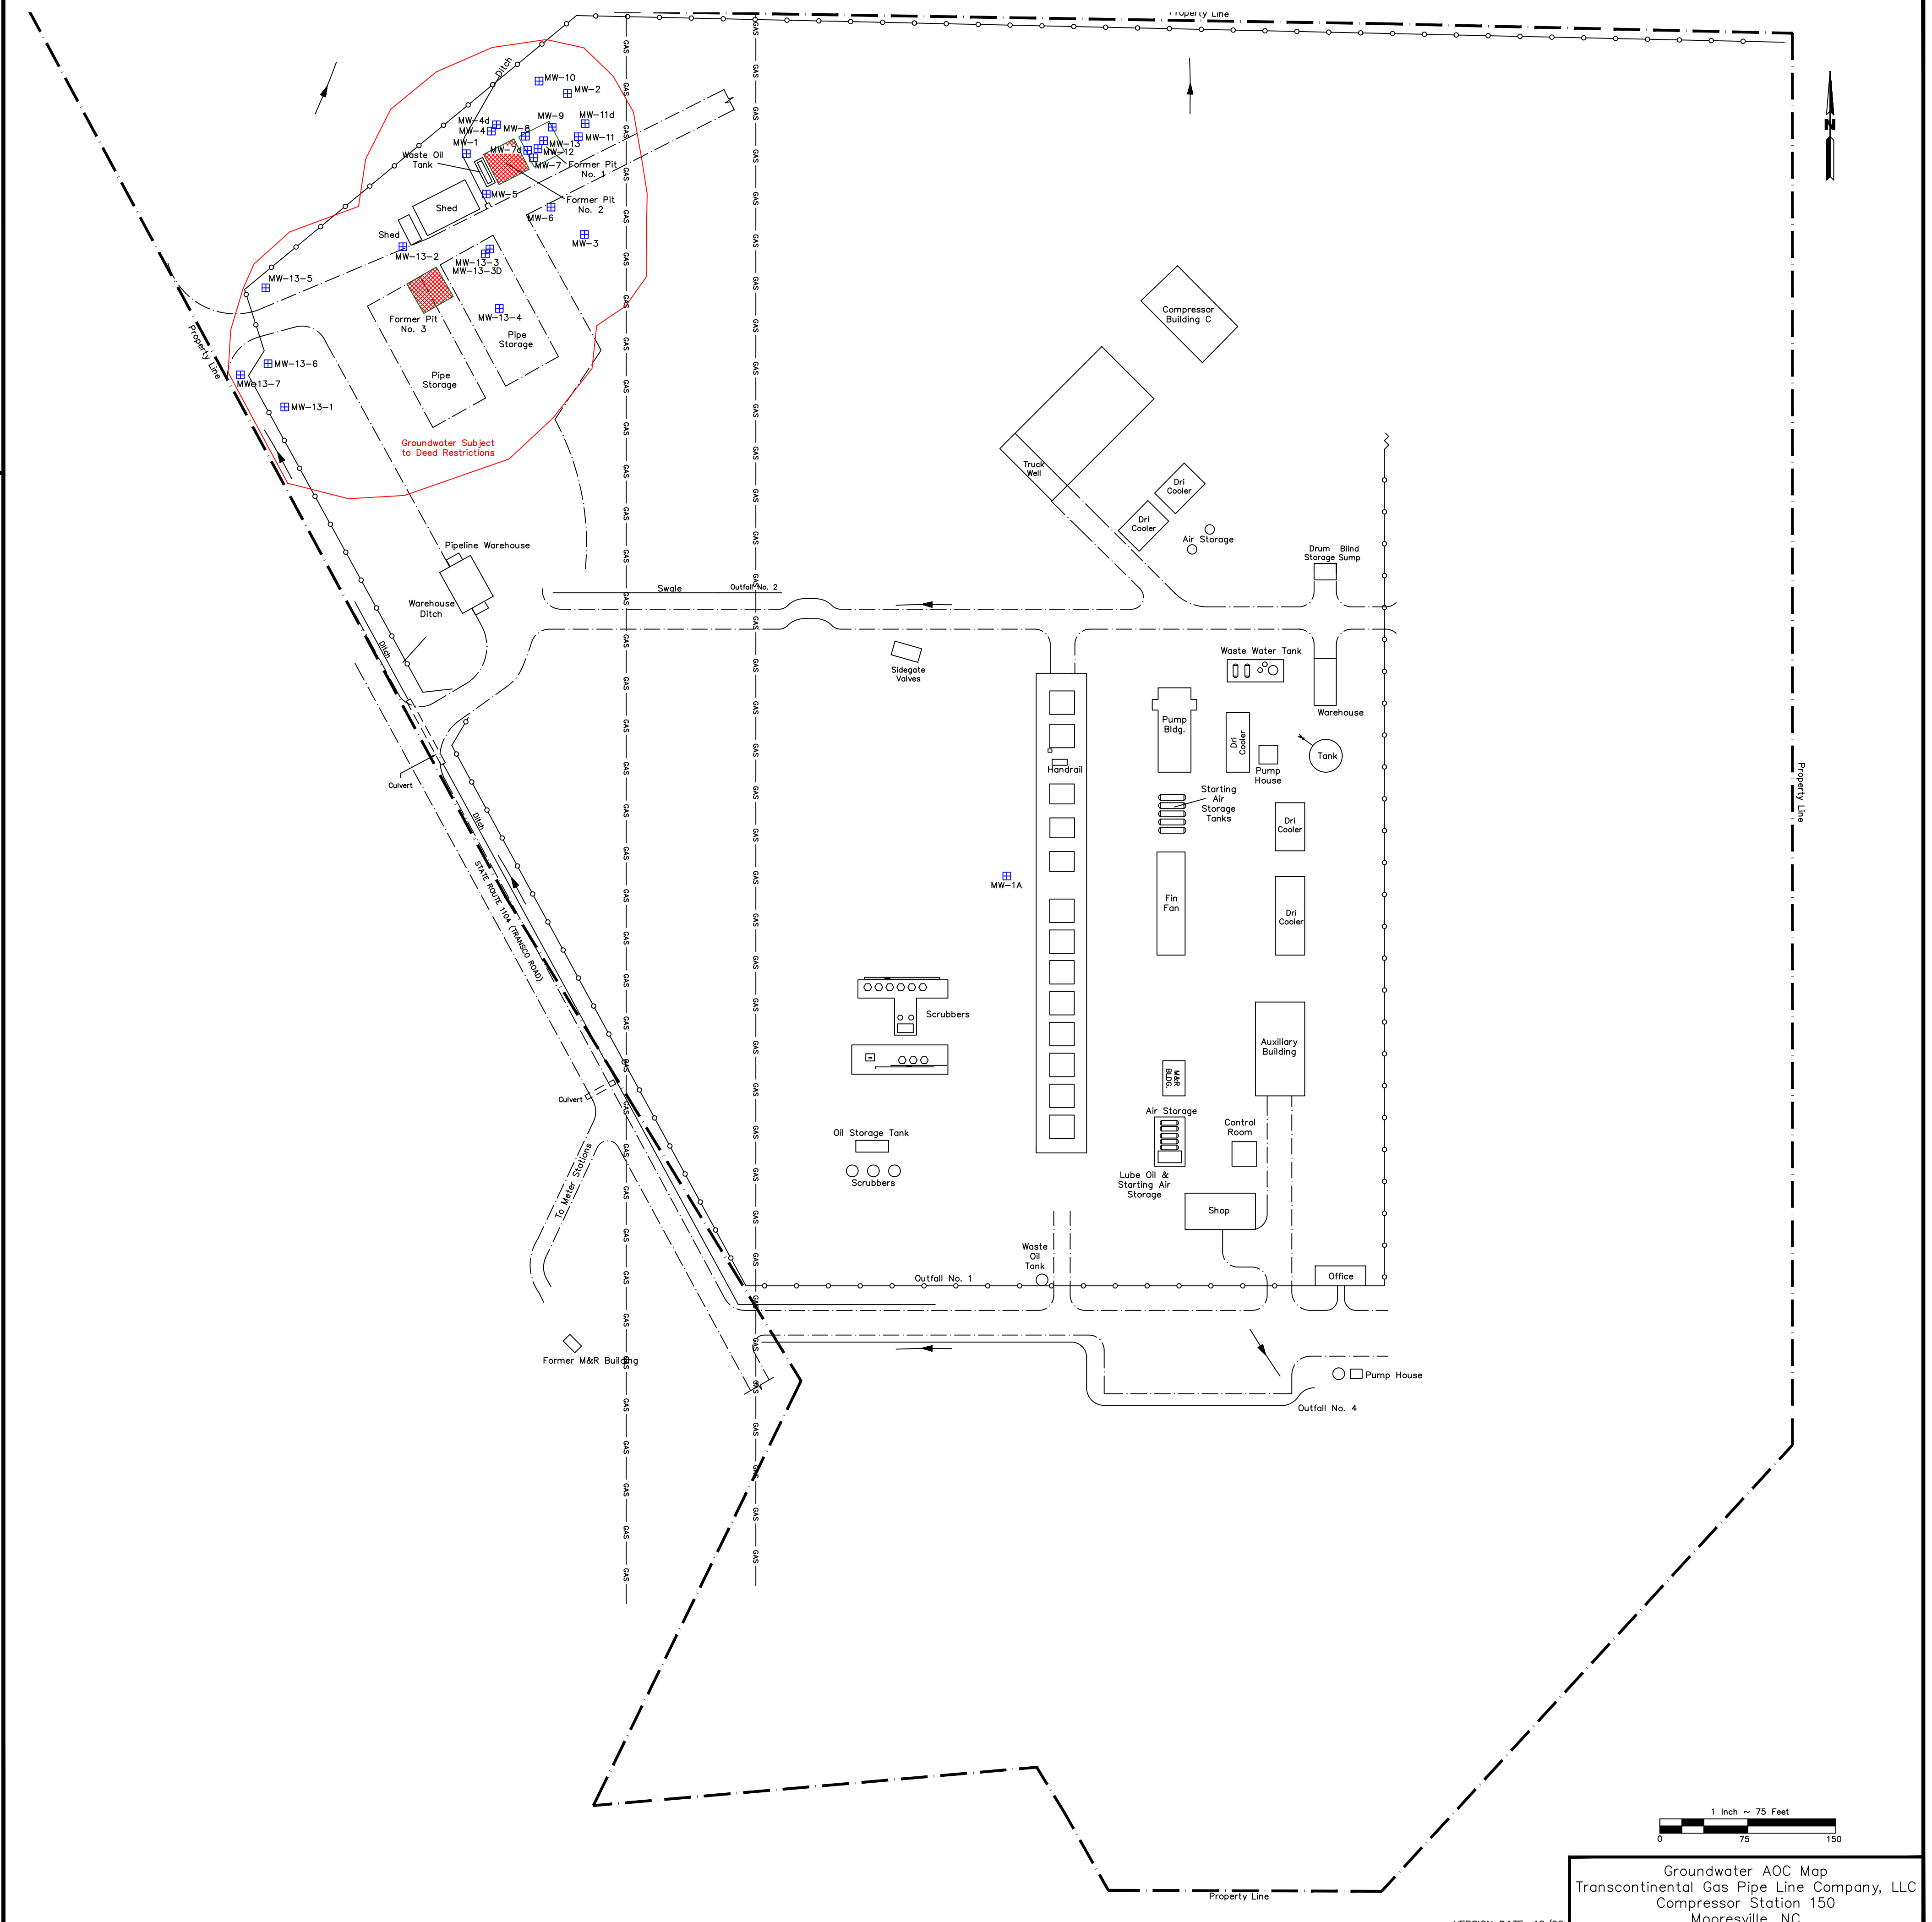 Property Line
Ditch
MW-10
MW-2
MW-4d
MW-4
MW-8
MW-9
MW-11d
MW-11
MW-1
MW-13
MW-12
MW-7d
MW-7
Waste Oil
Tank
Former Pit
No. 1
MW-5
Former Pit
No. 2
MW-6
MW-3
Shed
Shed
MW-13-2
MW-13-3
MW-13-3D
MW-13-5
MW-13-4
Former Pit
No. 3
Pipe
Storage
Pipe
Storage
Property Line
MW-13-6
MW-13-7
MW-13-1
Groundwater Subject
to Deed Restrictions
GAS
GAS
N
Compressor
Building C
Truck
Well
Dri
Cooler
Dri
Cooler
Air Storage
Drum
Storage
Blind
Sump
Pipeline Warehouse
Warehouse
Ditch
Swale
Outfall No. 2
Ditch
Sidegate
Valves
Waste Water Tank
Warehouse
Pump
Bldg.
Dri
Cooler
Pump
House
Tank
Handrail
Starting
Air
Storage
Tanks
Dri
Cooler
Property Line
Culvert
Ditch
STATE ROUTE 1104 (TRANSCO ROAD)
MW-1A
Fin
Fan
Dri
Cooler
Scrubbers
Auxiliary
Building
M&R
BLDG.
Culvert
Air Storage
Control
Room
Oil Storage Tank
Scrubbers
Lube Oil &
Starting Air
Storage
To Meter Stations
Shop
Waste
Oil
Tank
Outfall No. 1
Office
Former M&R Building
Pump House
Outfall No. 4
Property Line
1 Inch ~ 75 Feet
0 75 150
Groundwater AOC Map
Transcontinental Gas Pipe Line Company, LLC
Compressor Station 150
Mooresville, NC